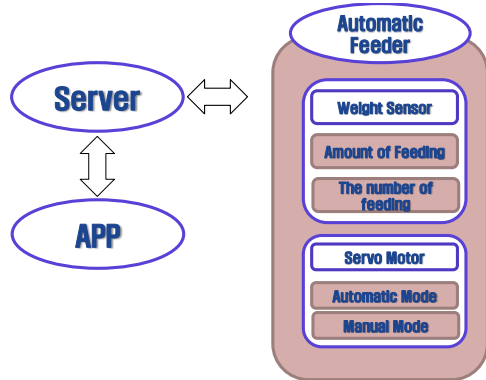 Automatic
Feeder
Server
Weight Sensor
Amount of Feeding
The number of
feeding
APP
Servo Motor
Automatic Mode
Manual Mode